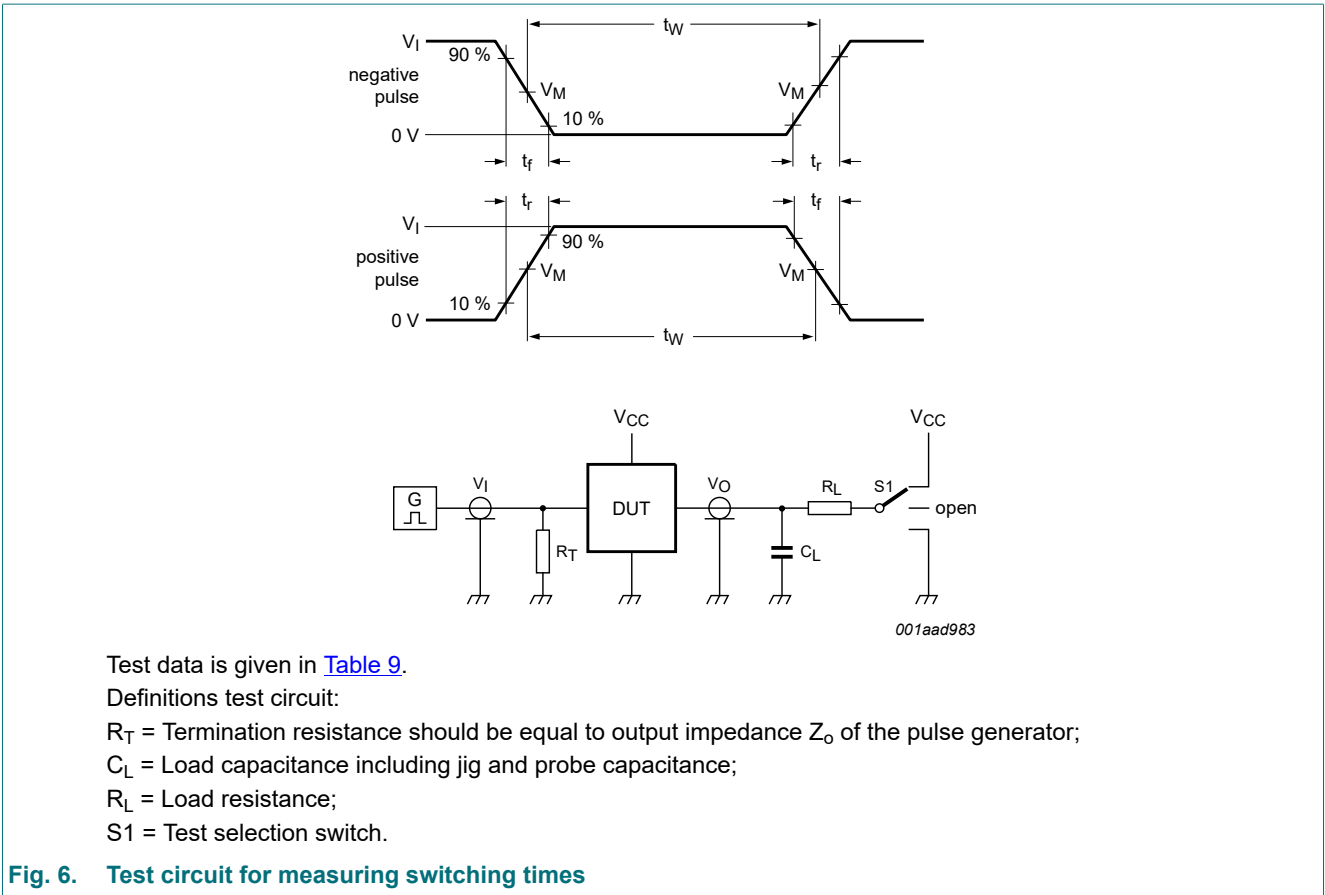 tW
VI
90 %
negative
pulse
VM
VM
10 %
0 V
tf
tr
tr
tf
VI
90 %
positive
pulse
VM
VM
10 %
0 V
tW
VCC
VCC
G
VI
DUT
VO
RL
S1
open
RT
CL
001aad983
Test data is given in Table 9.
Definitions test circuit:
RT = Termination resistance should be equal to output impedance Zo of the pulse generator;
CL = Load capacitance including jig and probe capacitance;
RL = Load resistance;
S1 = Test selection switch.
Fig. 6. Test circuit for measuring switching times